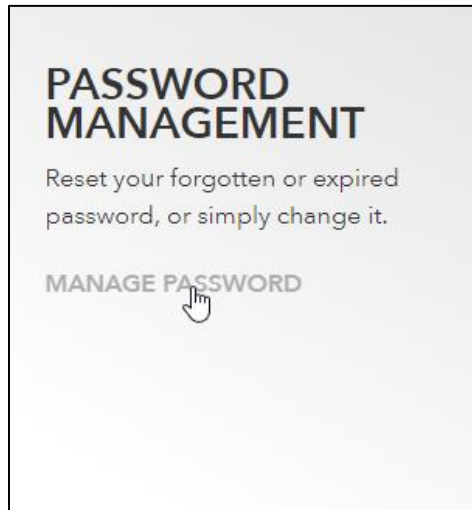 PASSWORD
MANAGEMENT
Reset your forgotten or expired
password, or simply change it.
MANAGE PASSWORD